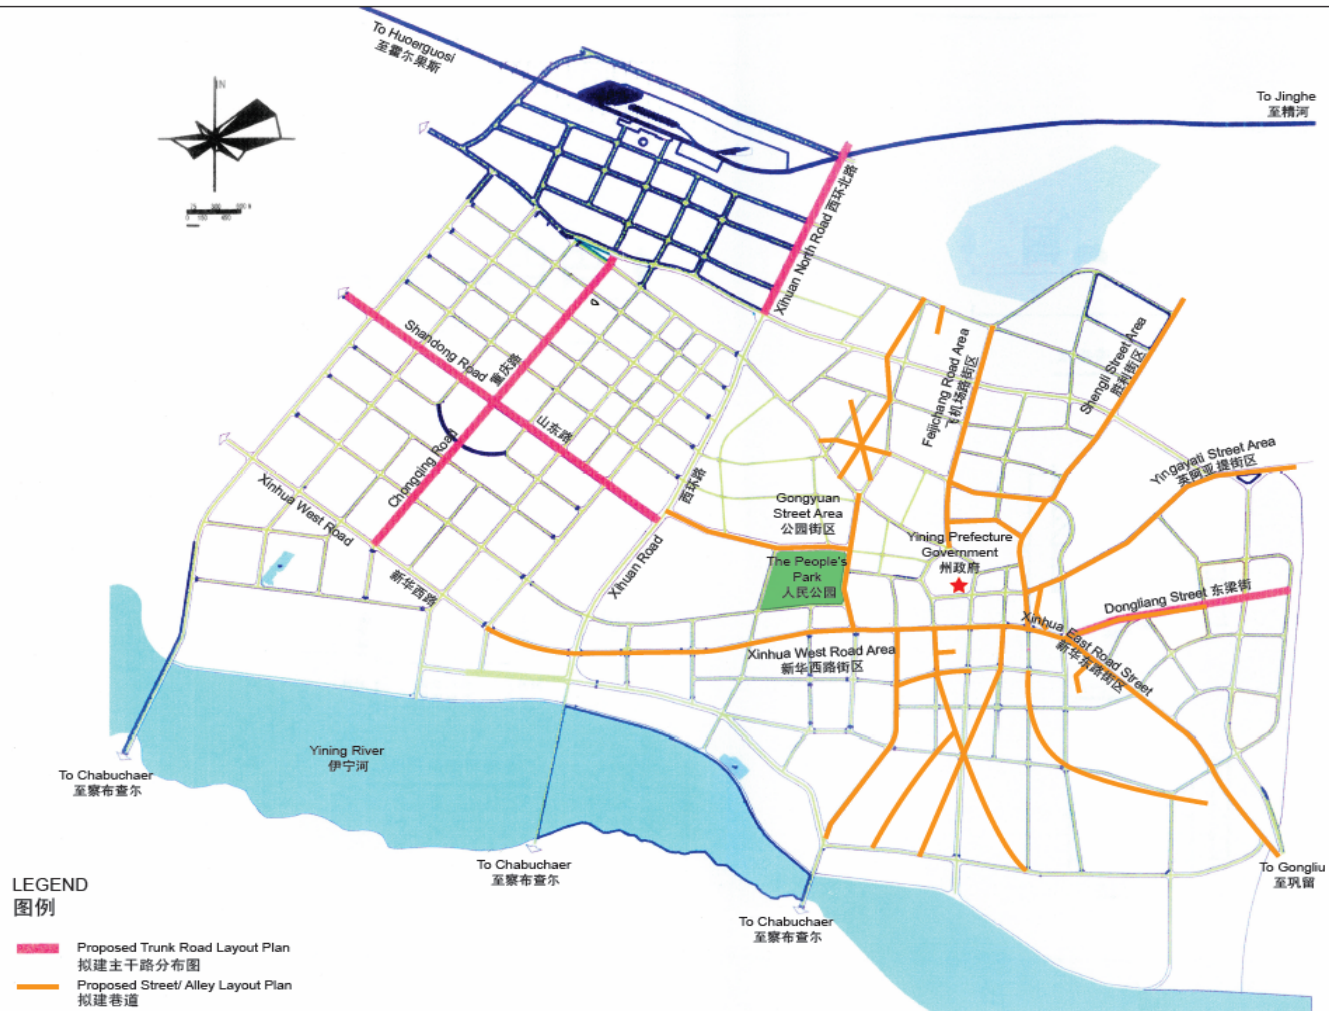 To Huoerguosi
至霍尔果斯
N
To Jinghe
至精河
Xihuan North Road 西环北路
Shandong Road
重庆路
山东路
Chongqing Road
Feijichang Road Area
飞机场路街区
Shengli Street Area
胜利街区
Yingayati Street Area
英阿亚提街区
Xinhua West Road
新华西路
西环路
Xihuan Road
Gongyuan
Street Area
公园街区
The People's
Park
人民公园
Yining Prefecture
Government
州政府
Dongliang Street 东梁街
Xinhua East Road Street
新华东路街区
Xinhua West Road Area
新华西路街区
Yining River
伊宁河
To Chabuchaer
至察布查尔
To Chabuchaer
至察布查尔
To Chabuchaer
至察布查尔
To Gongliu
至巩留
LEGEND
图例
Proposed Trunk Road Layout Plan
拟建主干路分布图
Proposed Street/ Alley Layout Plan
拟建巷道